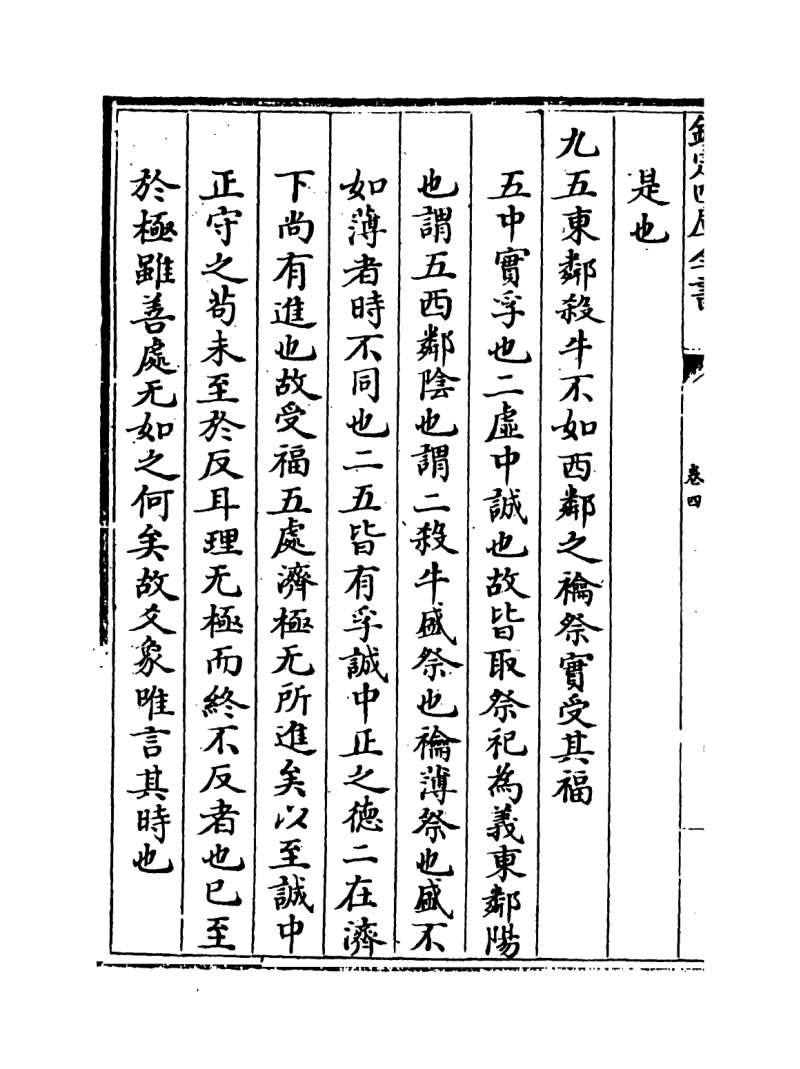 欽定四庫全書
卷四
是也
九五東鄰殺牛不如西鄰之禴祭實受其福
五中實孚也二虛中誠也故皆取祭祀為義東鄰陽
也謂五西鄰陰也謂二殺牛盛祭也禴薄祭也盛不
如薄者時不同也二五皆有孚誠中正之德二在濟
下尚有進也故受福五處濟極无所進矣以至誠中
正守之苟未至於反耳理无極而終不反者也已至
於極雖善處无如之何矣故爻象唯言其時也